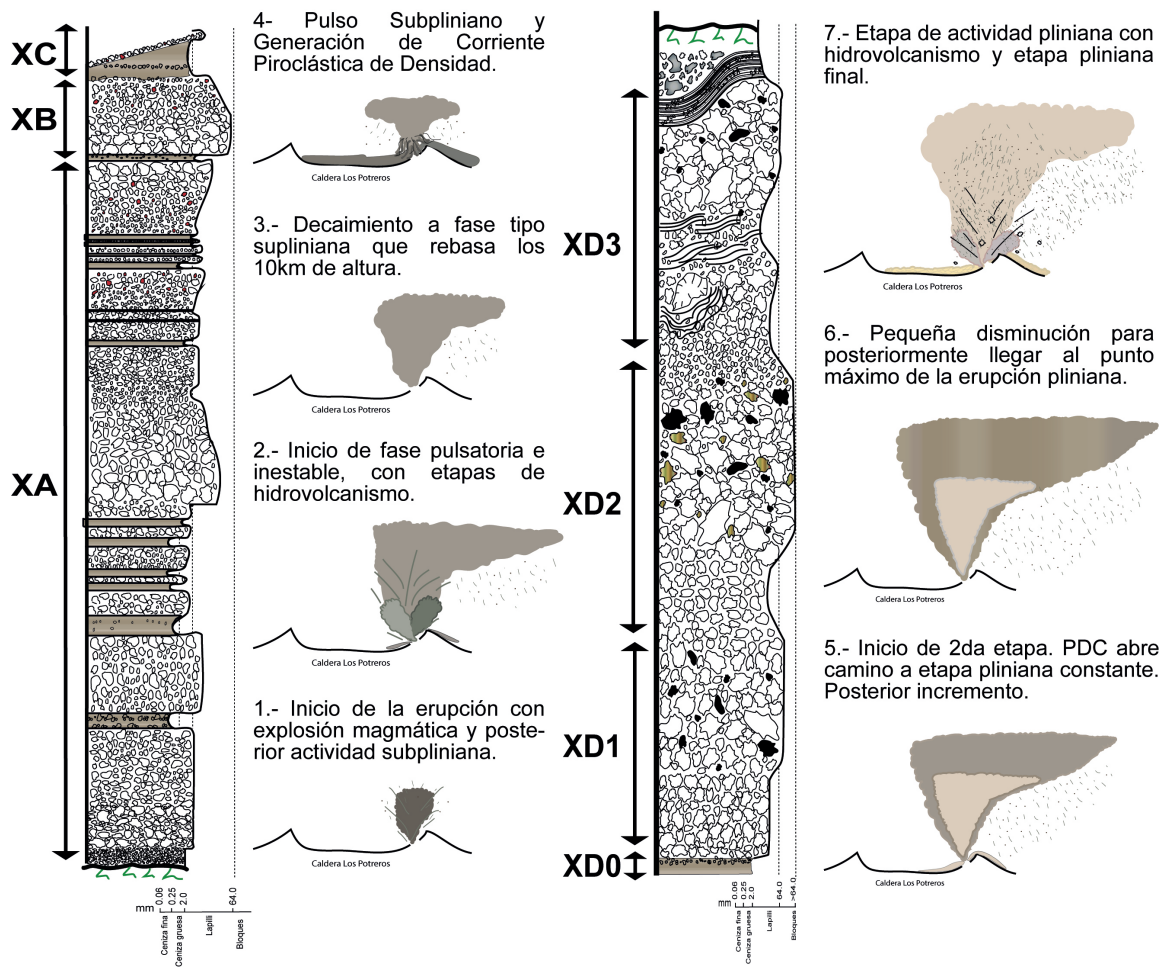 XC
XB
XA
4- Pulso Subpliniano y
Generación de Corriente
Piroclástica de Densidad.
Caldera Los Potreros
3.- Decaimiento a fase tipo
supliniana que rebasa los
10km de altura.
Caldera Los Potreros
2.- Inicio de fase pulsatoria e
inestable, con etapas de
hidrovolcanismo.
Caldera Los Potreros
1.- Inicio de la erupción con
explosión magmática y poste-
rior actividad subpliniana.
Caldera Los Potreros
mm
0.06
0.25
2.0
64.0
Ceniza fina
Ceniza gruesa
Lapilli
Bloques
XD3
XD2
XD1
XD0
7.- Etapa de actividad pliniana con
hidrovolcanismo y etapa pliniana
final.
Caldera Los Potreros
6.- Pequeña disminución para
posteriormente llegar al punto
máximo de la erupción pliniana.
Caldera Los Potreros
5.- Inicio de 2da etapa. PDC abre
camino a etapa pliniana constante.
Posterior incremento.
Caldera Los Potreros
mm
0.06
0.25
2.0
64.0
>64.0
Ceniza fina
Ceniza gruesa
Lapilli
Bloques